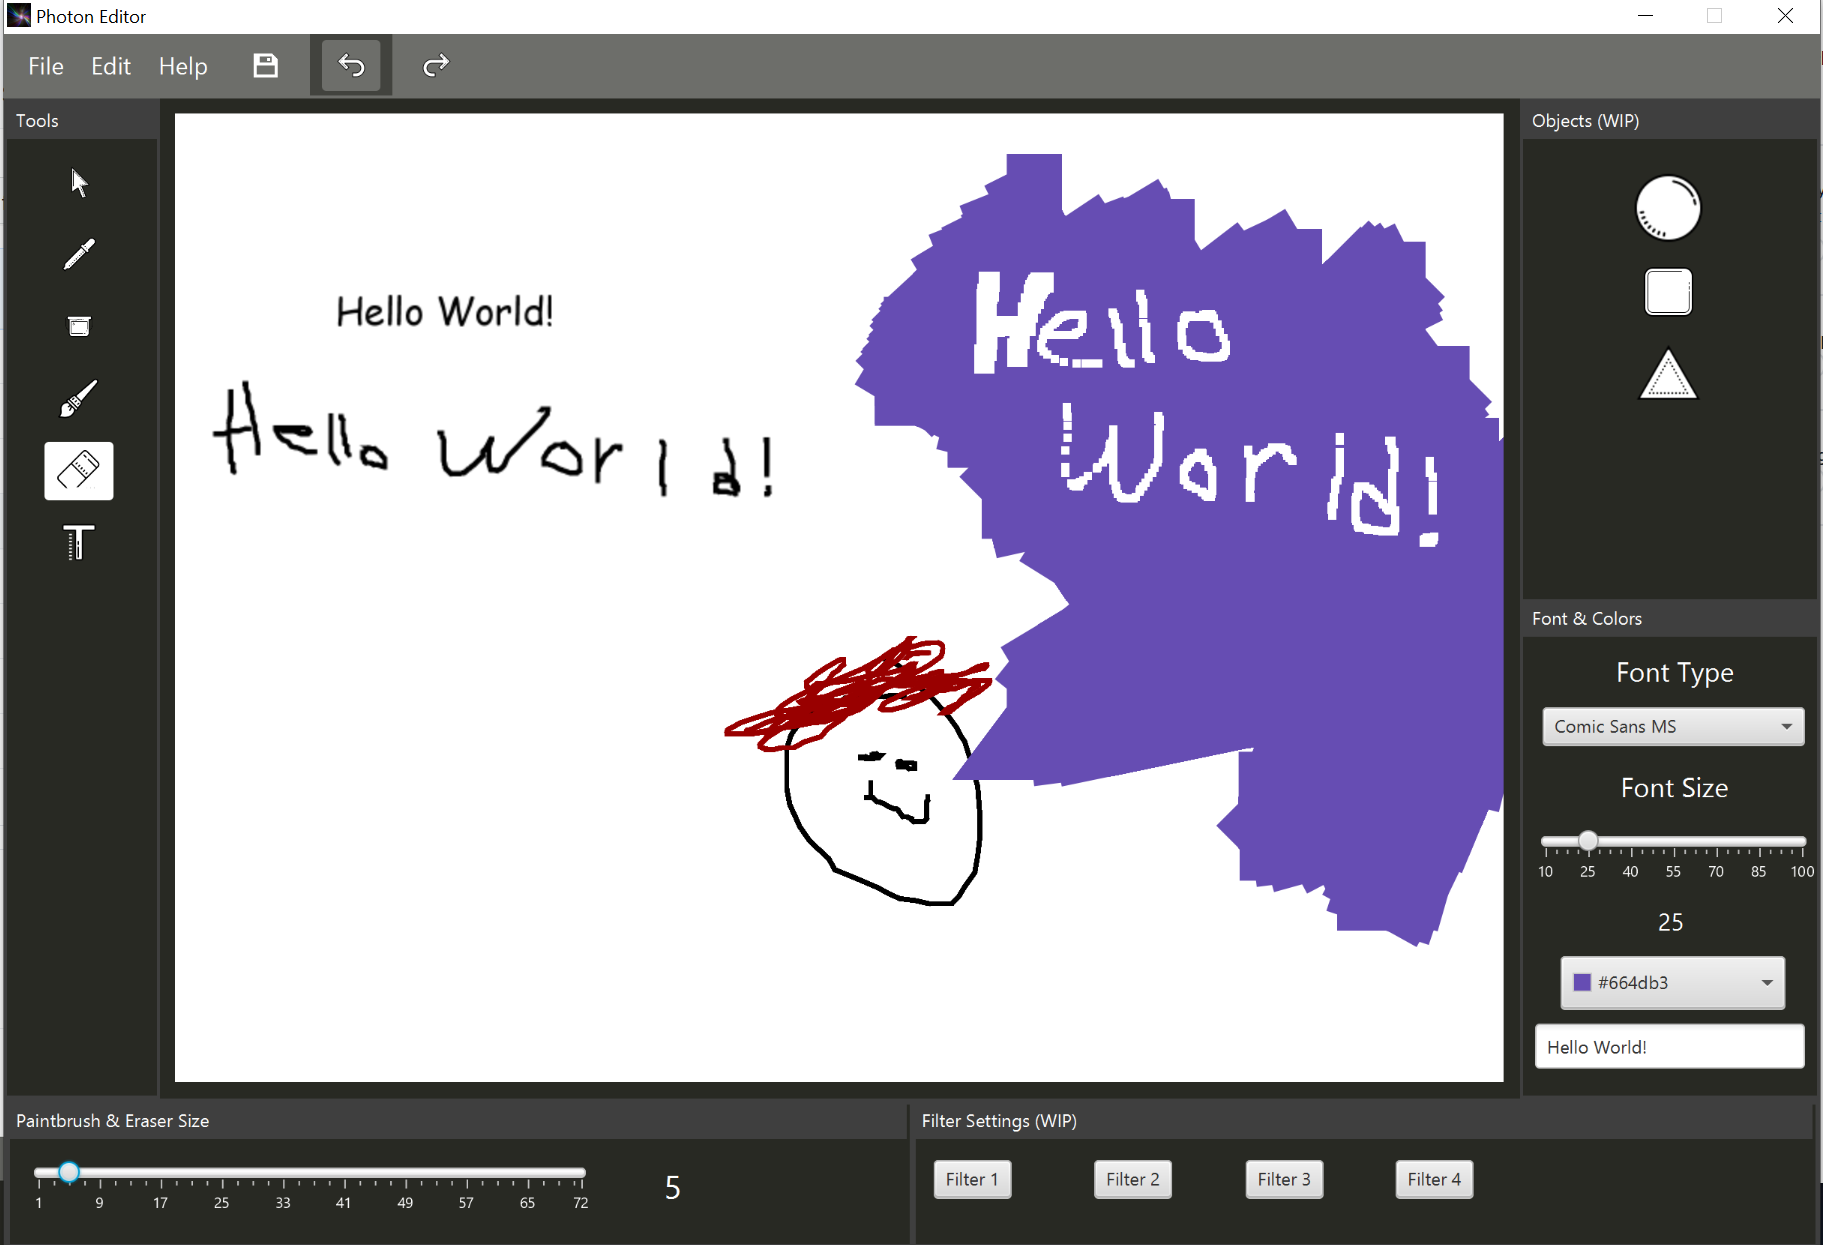 Photon Editor
File Edit Help
Tools
Objects (WIP)
Hello World!
Hello World!
Hello
World!
Font & Colors
Font Type
Comic Sans MS
Font Size
10 25 40 55 70 85 100
25
#664db3
Hello World!
Paintbrush & Eraser Size
1 9 17 25 33 41 49 57 65 72
5
Filter Settings (WIP)
Filter 1 Filter 2 Filter 3 Filter 4